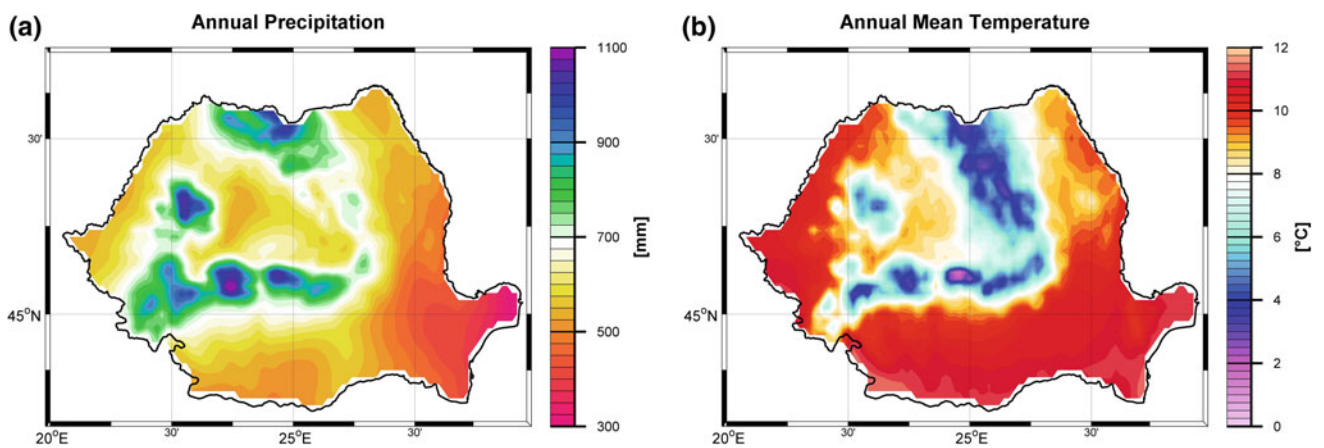 (a)
Annual Precipitation
30'
45°N
20°E
30'
25°E
30'
1100
900
700
500
300
[mm]
(b)
Annual Mean Temperature
30'
45°N
20°E
30'
25°E
30'
12
10
8
6
4
2
0
[°C]